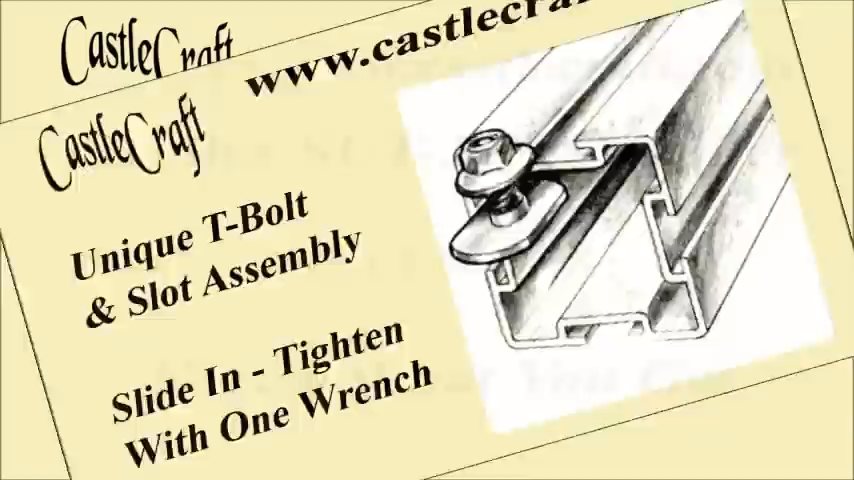 CastleCraft
www.castlecra
CastleCraft
Unique T-Bolt
& Slot Assembly
Slide In - Tighten
With One Wrench